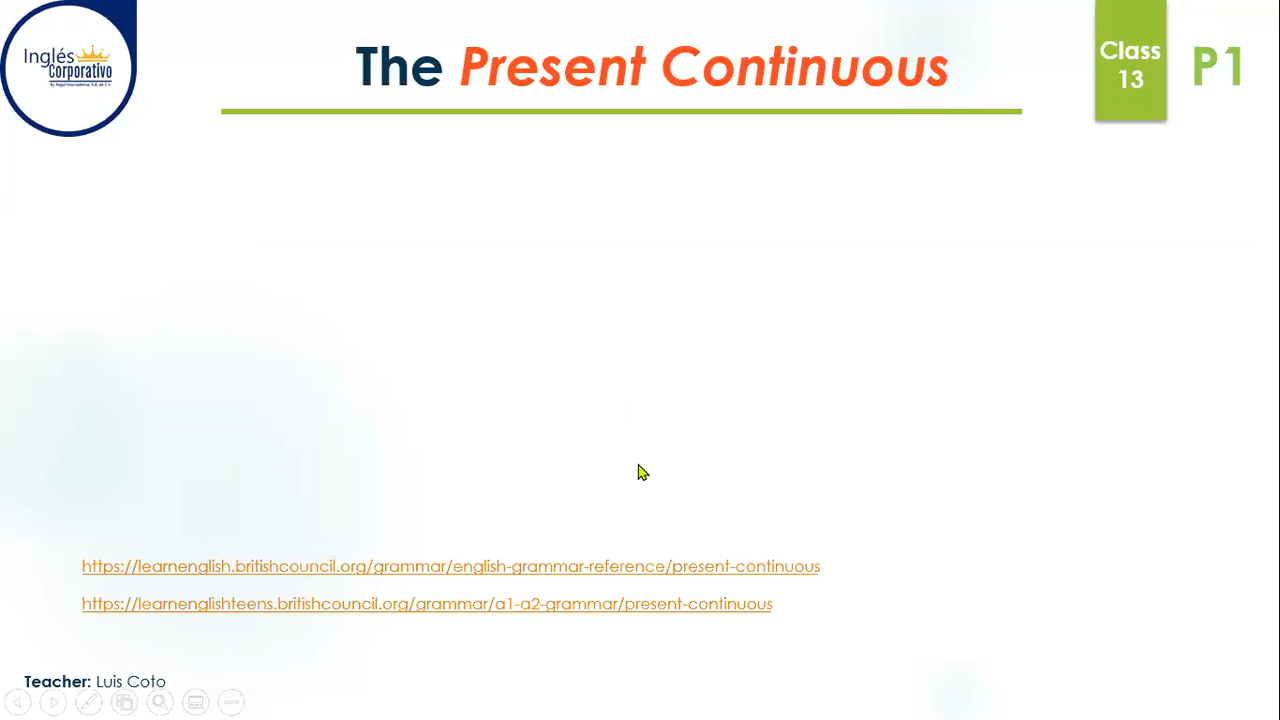 Inglés
Corporativo
The Present Continuous
Class
13
P1
https://learnenglish.britishcouncil.org/grammar/english-grammar-reference/present-continuous
https://learnenglishteens.britishcouncil.org/grammar/a1-a2-grammar/present-continuous
Teacher: Luis Coto